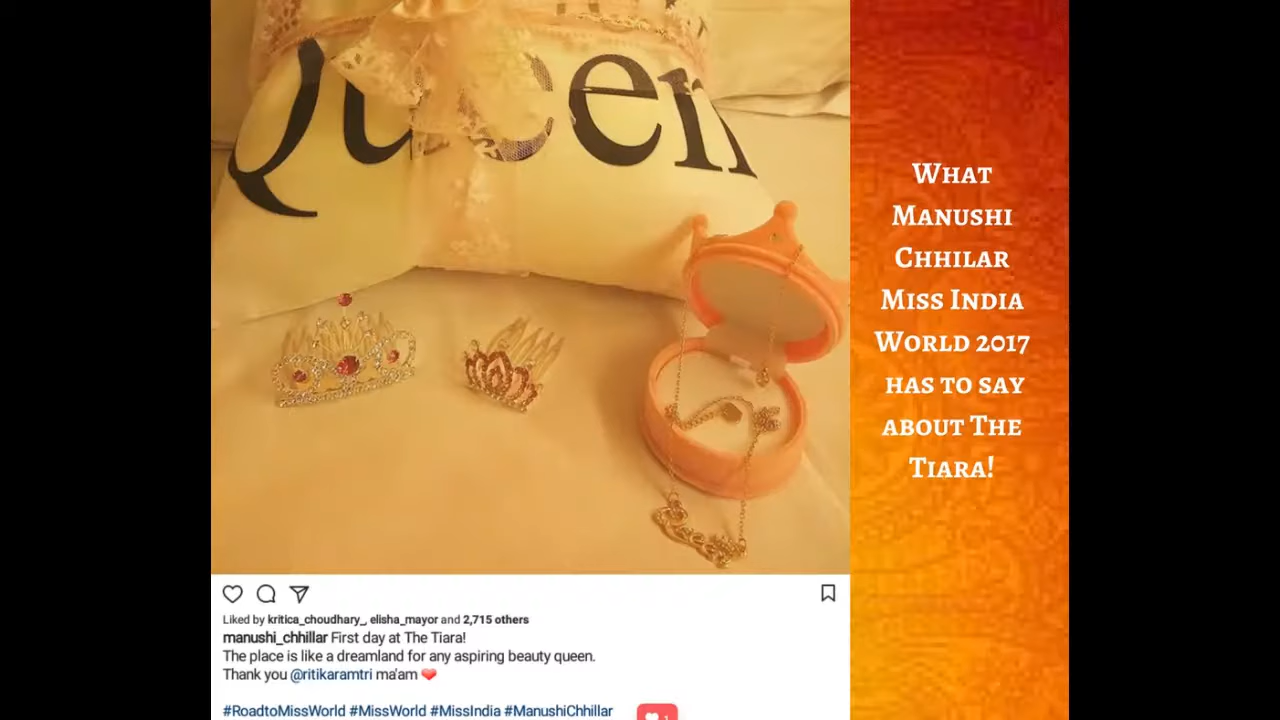 Queen
Queen
Liked by kritica_choudhary_, elisha_mayor and 2,715 others
manushi_chhillar First day at The Tiara!
The place is like a dreamland for any aspiring beauty queen.
Thank you @ritikaramtri ma'am ❤️
#RoadtoMissWorld #MissWorld #MissIndia #ManushiChhillar
1
What
Manushi
Chhilar
Miss India
World 2017
has to say
about The
Tiara!